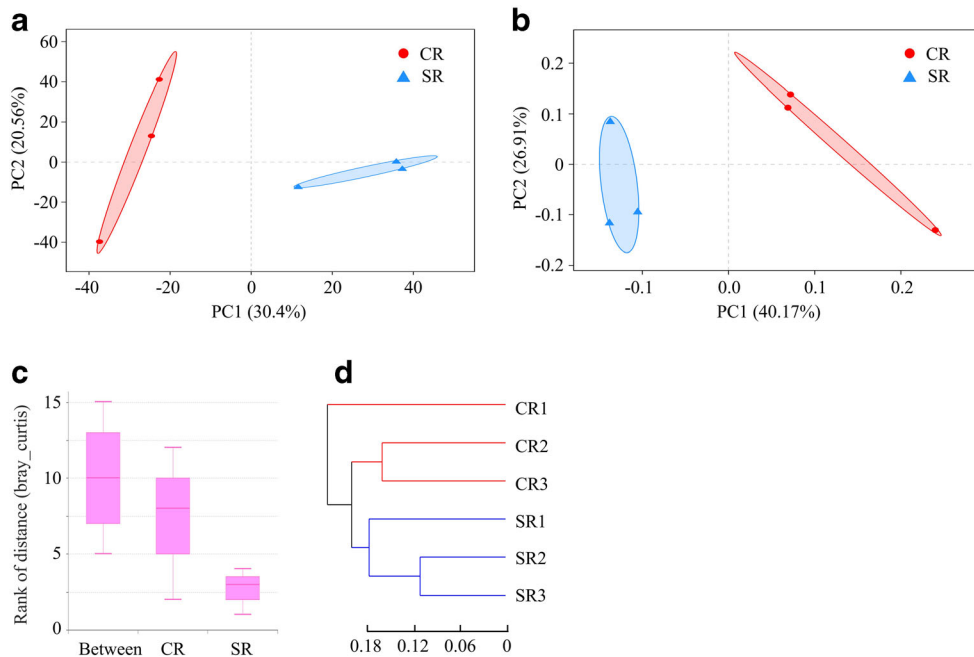 a
60
40
20
0
-20
-40
PC2 (20.56%)
-40 -20 0 20 40
PC1 (30.4%)
CR
SR
b
0.2
0.1
0
-0.1
-0.2
PC2 (26.91%)
-0.1 0.0 0.1 0.2
PC1 (40.17%)
CR
SR
c
Rank of distance (bray_curtis)
15
10
5
0
Between CR SR
d
CR1
CR2
CR3
SR1
SR2
SR3
0.18 0.12 0.06 0